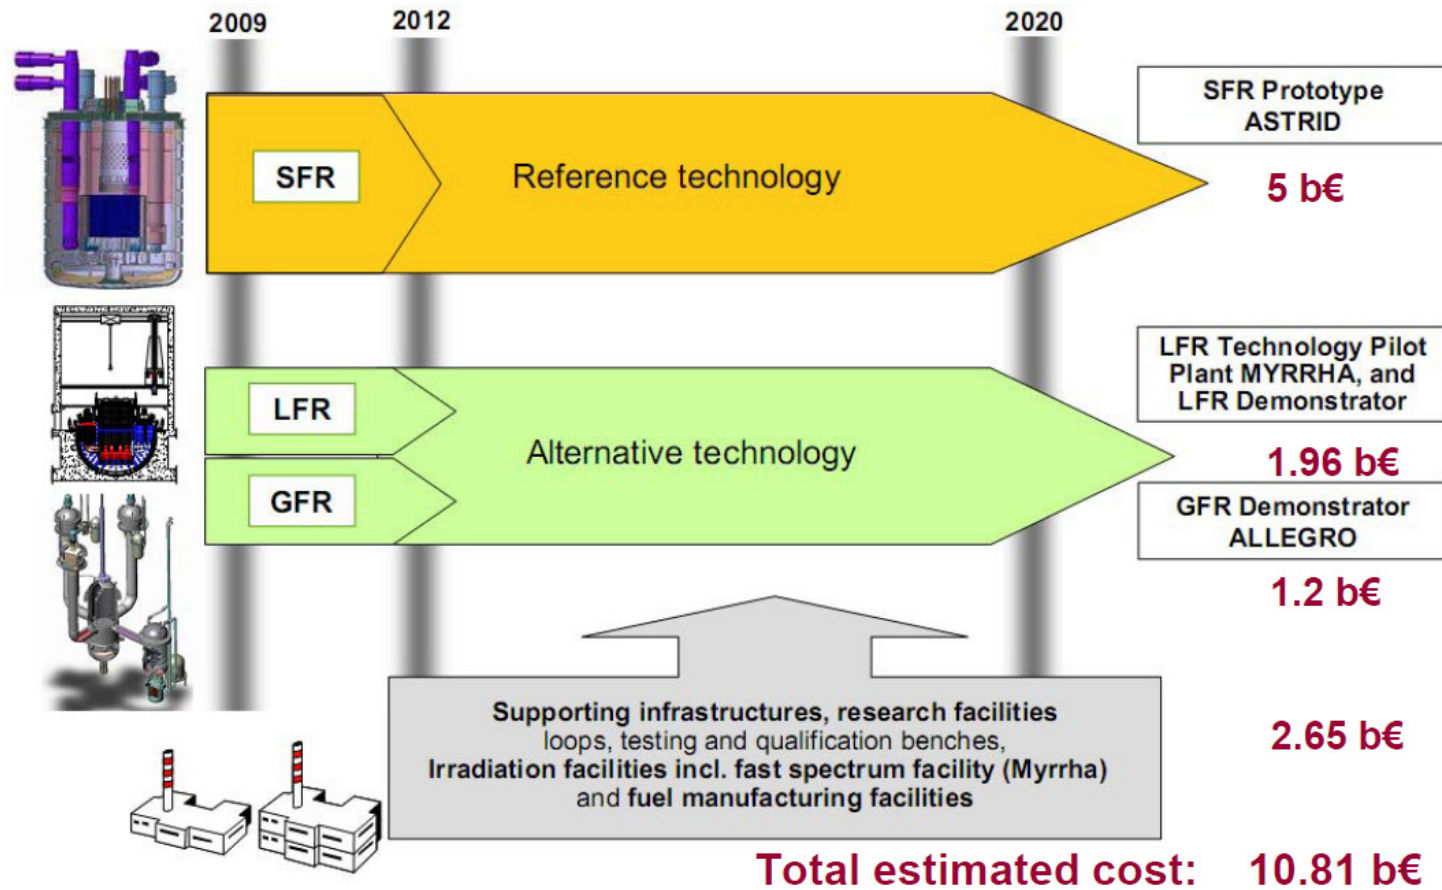 2009
2012
2020
SFR
Reference technology
SFR Prototype
ASTRID
5 b€
LFR
GFR
Alternative technology
LFR Technology Pilot
Plant MYRRHA, and
LFR Demonstrator
1.96 b€
GFR Demonstrator
ALLEGRO
1.2 b€
Supporting infrastructures, research facilities
loops, testing and qualification benches,
Irradiation facilities incl. fast spectrum facility (Myrrha)
and fuel manufacturing facilities
2.65 b€
Total estimated cost: 10.81 b€